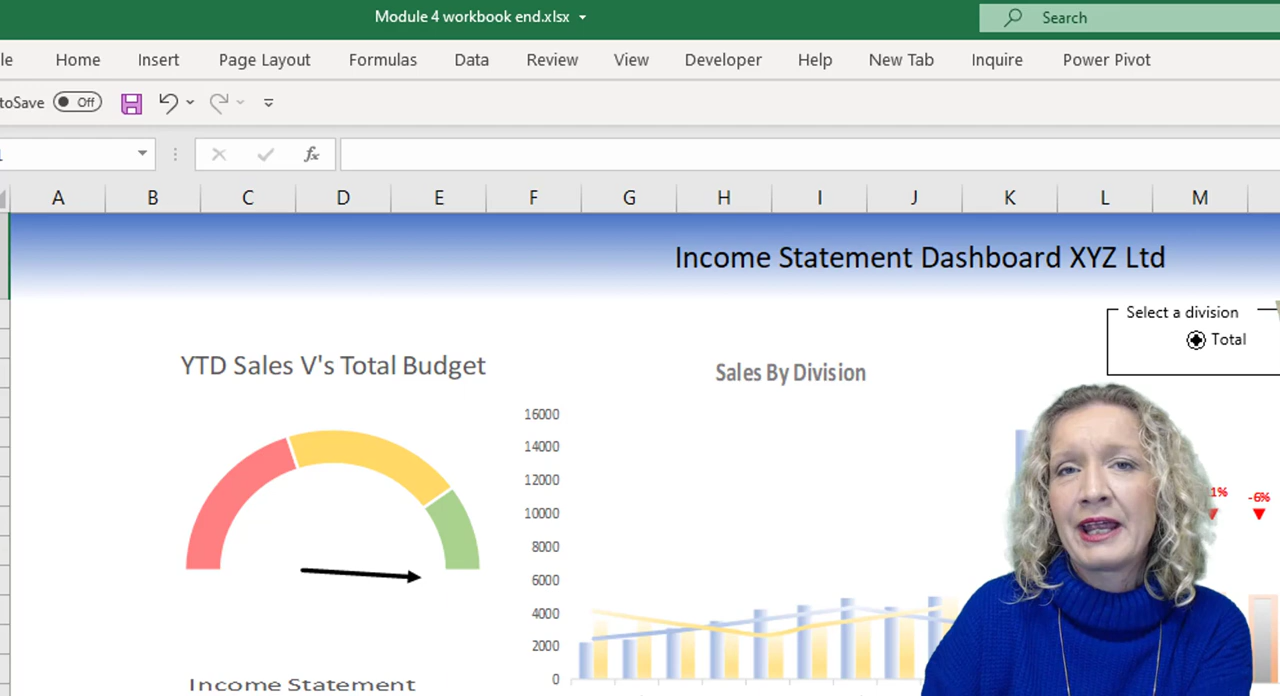 Module 4 workbook end.xlsx
Search
Home Insert Page Layout Formulas Data Review View Developer Help New Tab Inquire Power Pivot
Off
fx
A B C D E F G H I J K L M
Income Statement Dashboard XYZ Ltd
Select a division
Total
YTD Sales V's Total Budget
Sales By Division
16000
14000
12000
10000
8000
6000
4000
2000
0
1% -6%
Income Statement